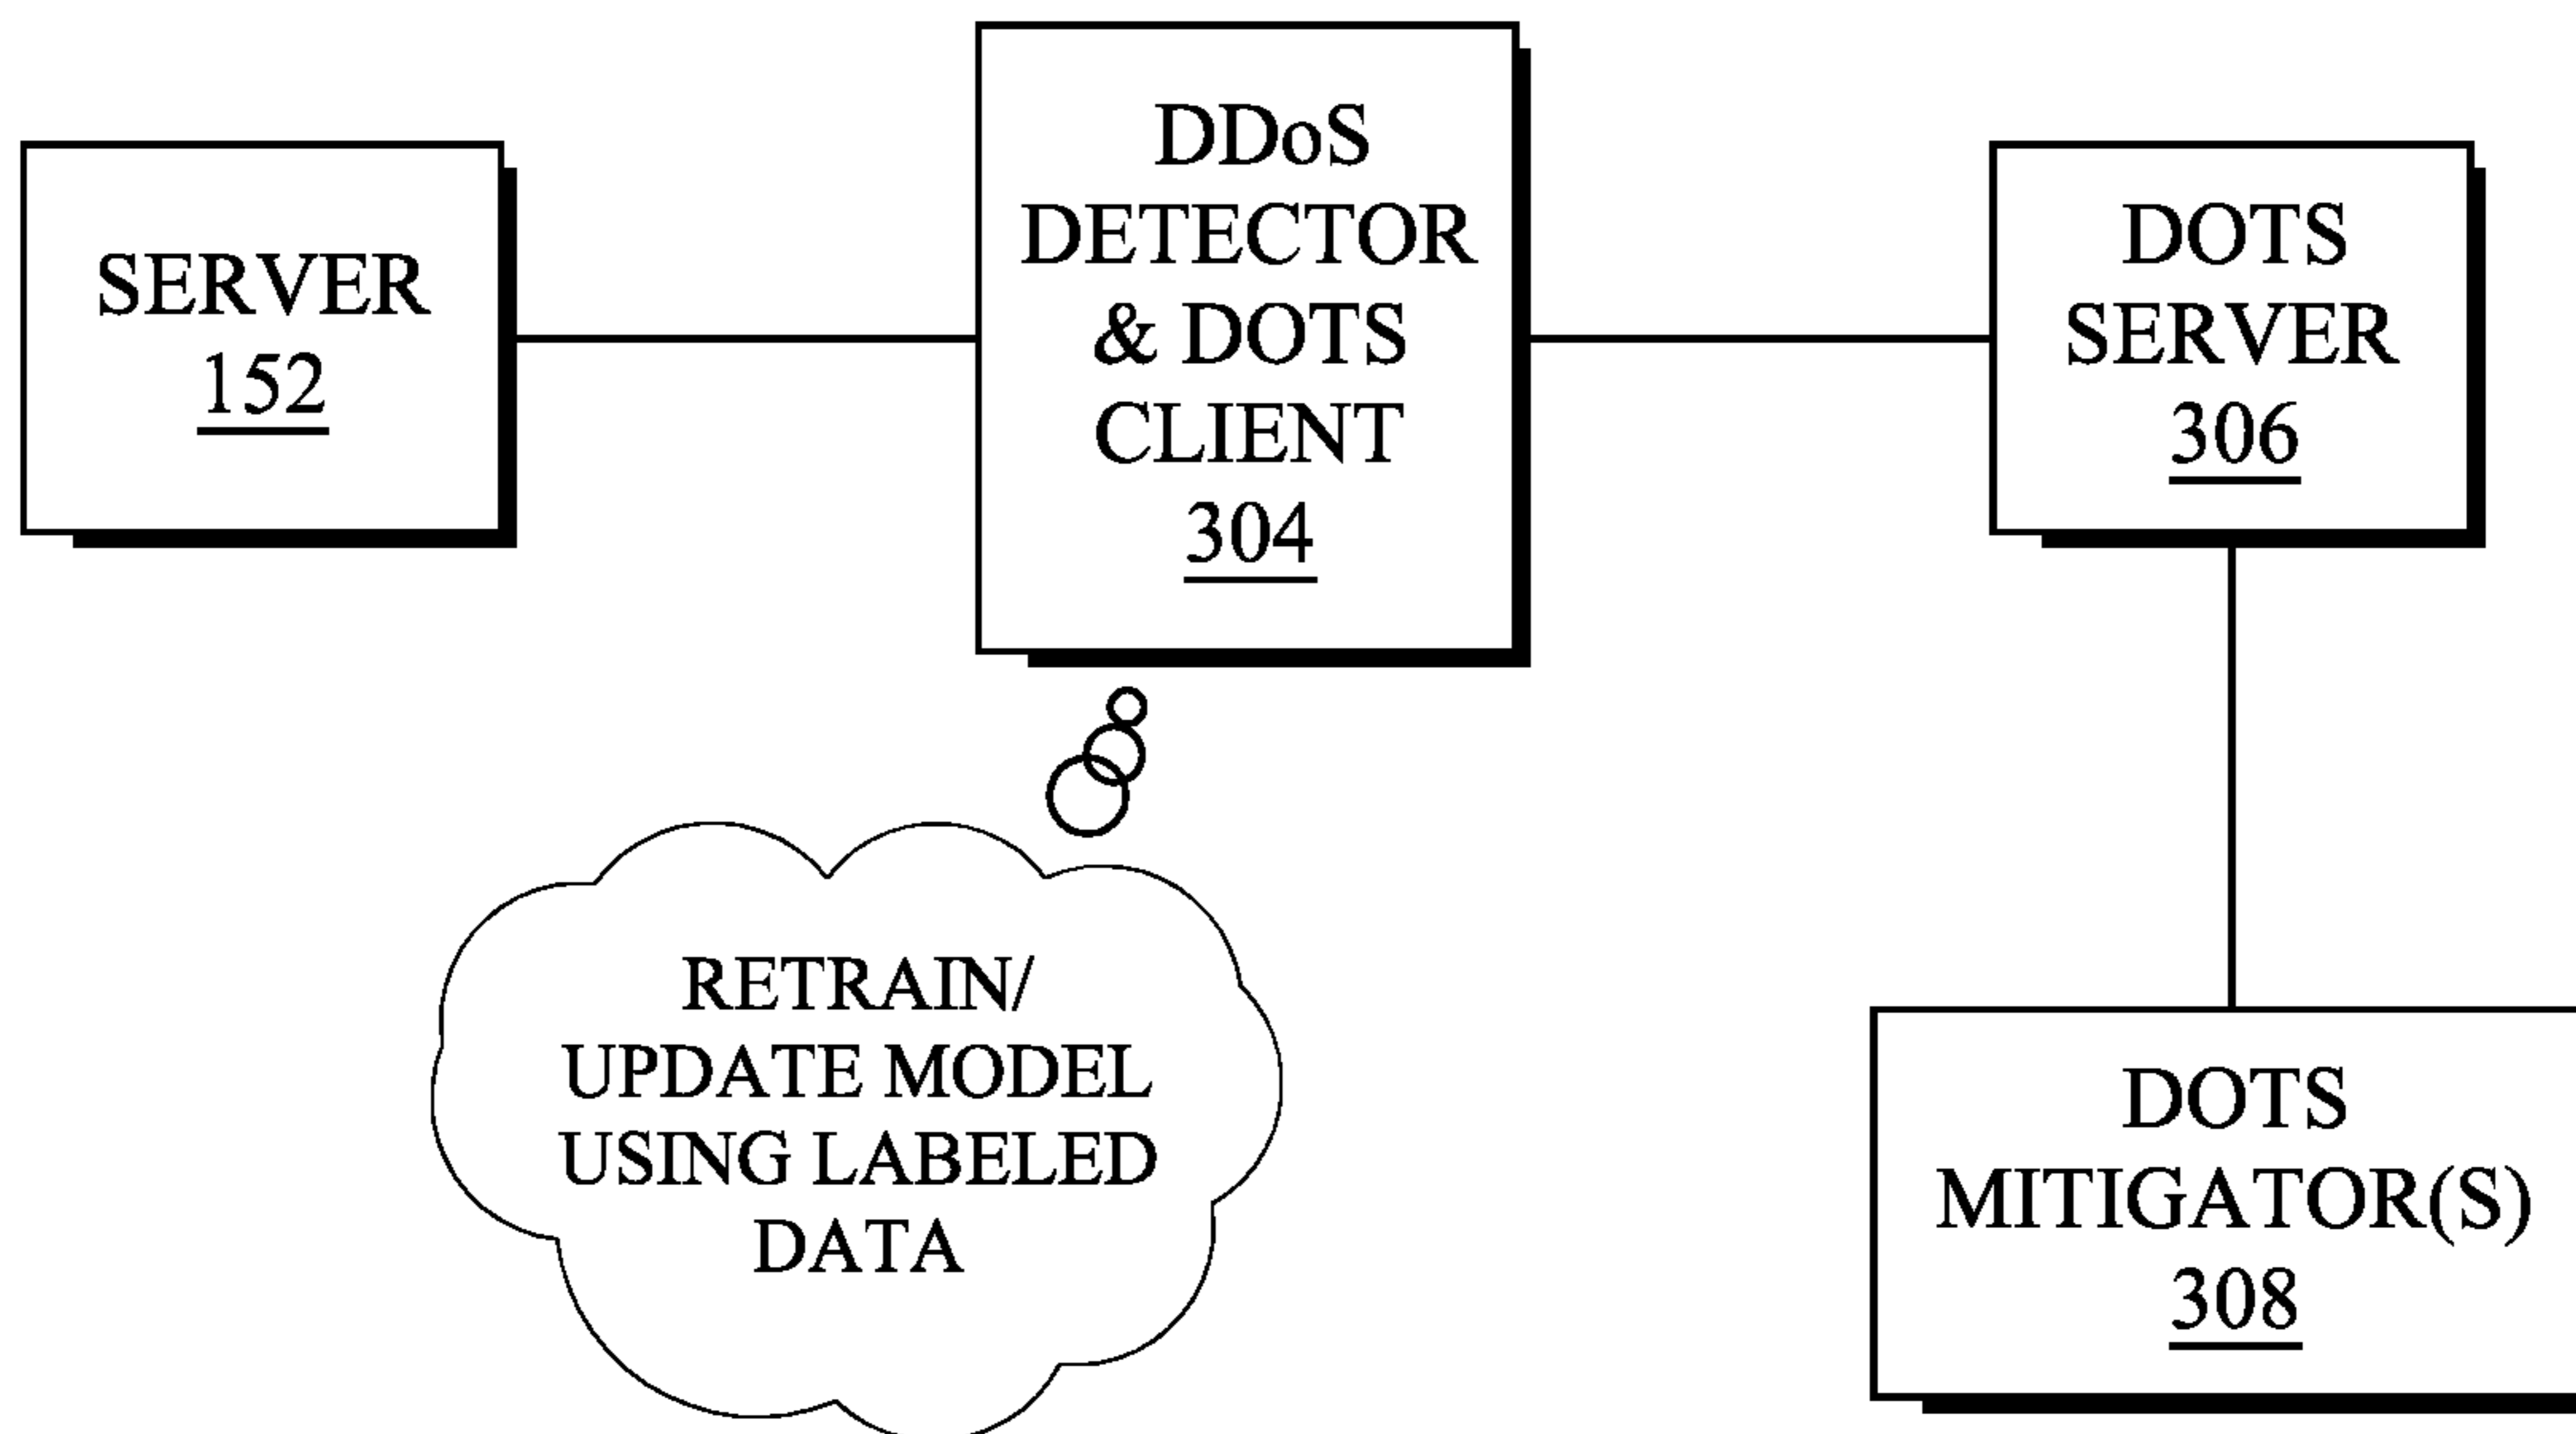 SERVER
152
DDoS
DETECTOR
& DOTS
CLIENT
304
DOTS
SERVER
306
RETRAIN/
UPDATE MODEL
USING LABELED
DATA
DOTS
MITIGATOR(S)
308